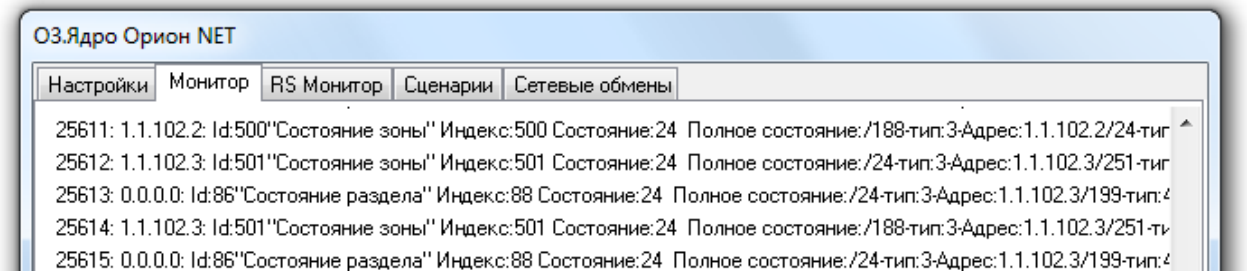 ОЗ.Ядро Орион NET
Настройки Монитор RS Монитор Сценарии Сетевые обмены
25611: 1.1.102.2: Id:500"Состояние зоны" Индекс:500 Состояние:24 Полное состояние:/188-тип:3-Адрес:1.1.102.2/24-тип
25612: 1.1.102.3: Id:501"Состояние зоны" Индекс:501 Состояние:24 Полное состояние:/24-тип:3-Адрес:1.1.102.3/251-тип
25613: 0.0.0.0: Id:86"Состояние раздела" Индекс:88 Состояние:24 Полное состояние:/24-тип:3-Адрес:1.1.102.3/199-тип:4
25614: 1.1.102.3: Id:501"Состояние зоны" Индекс:501 Состояние:24 Полное состояние:/188-тип:3-Адрес:1.1.102.3/251-ти
25615: 0.0.0.0: Id:86"Состояние раздела" Индекс:88 Состояние:24 Полное состояние:/24-тип:3-Адрес:1.1.102.3/199-тип:4